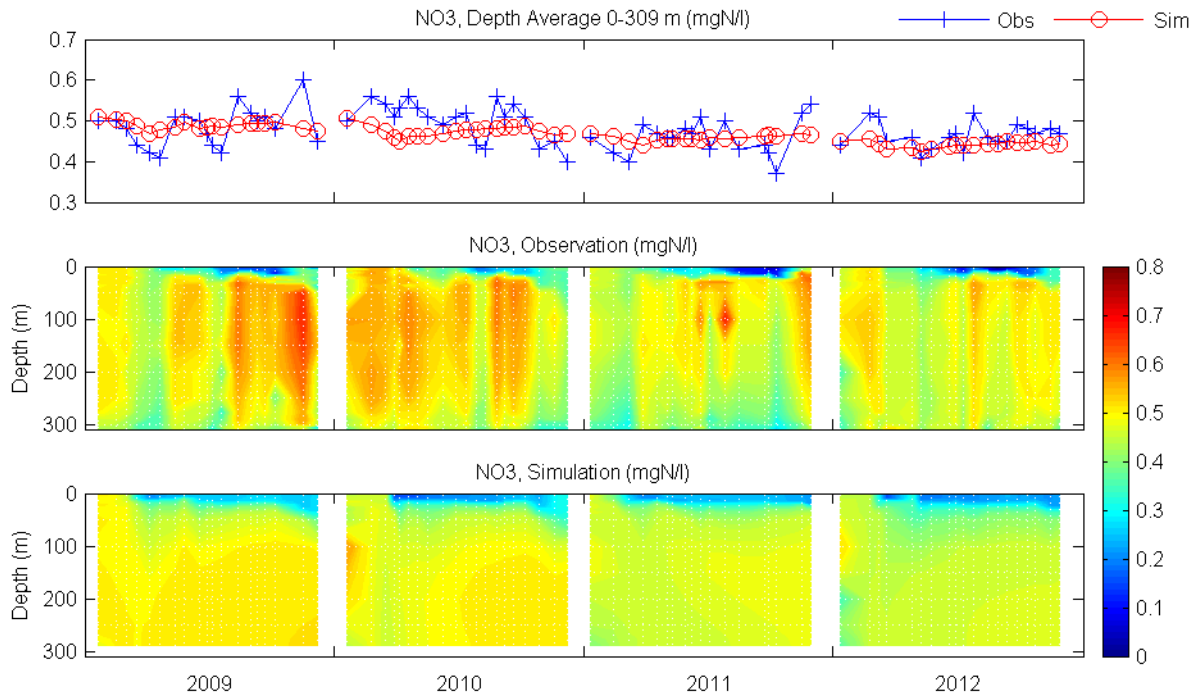 NO3, Depth Average 0-309 m (mgN/l)
Obs
Sim
0.7
0.6
0.5
0.4
0.3
NO3, Observation (mgN/l)
0
100
200
300
Depth (m)
NO3, Simulation (mgN/l)
0
100
200
300
Depth (m)
0.8
0.7
0.6
0.5
0.4
0.3
0.2
0.1
0
2009 2010 2011 2012